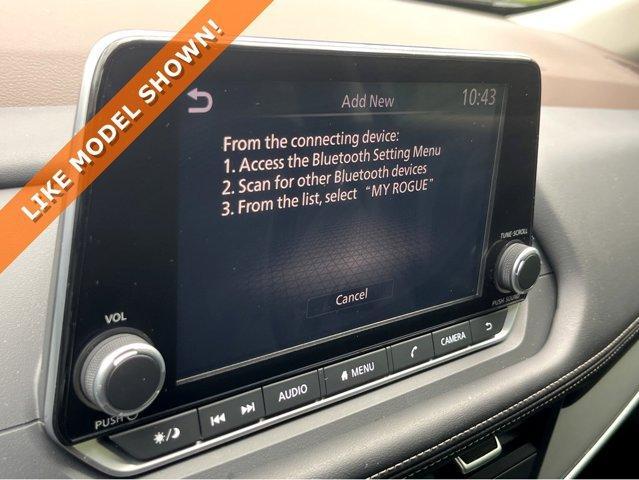 LIKE MODEL SHOWN!
Add New
10:43
From the connecting device:
1. Access the Bluetooth Setting Menu
2. Scan for other Bluetooth devices
3. From the list, select “MY ROGUE”
Cancel
TUNE·SCROLL
PUSH SOUND
VOL
PUSH
AUDIO
MENU
CAMERA